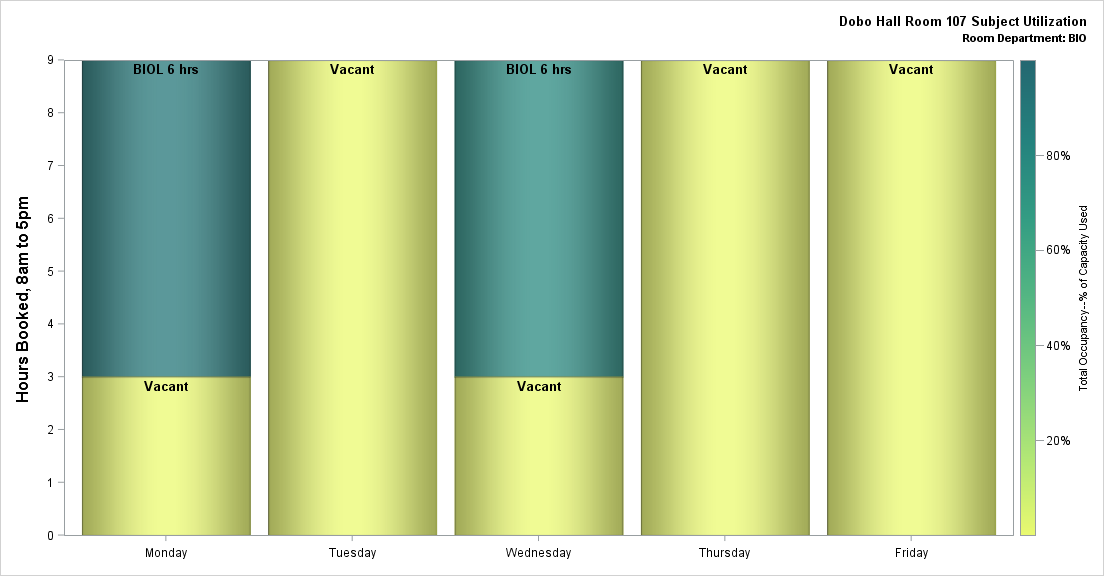 Dobo Hall Room 107 Subject Utilization
Room Department: BIO
Hours Booked, 8am to 5pm
9
8
7
6
5
4
3
2
1
0
BIOL 6 hrs
Vacant
BIOL 6 hrs
Vacant
Vacant
Vacant
Vacant
Monday
Tuesday
Wednesday
Thursday
Friday
80%
60%
40%
20%
Total Occupancy--% of Capacity Used